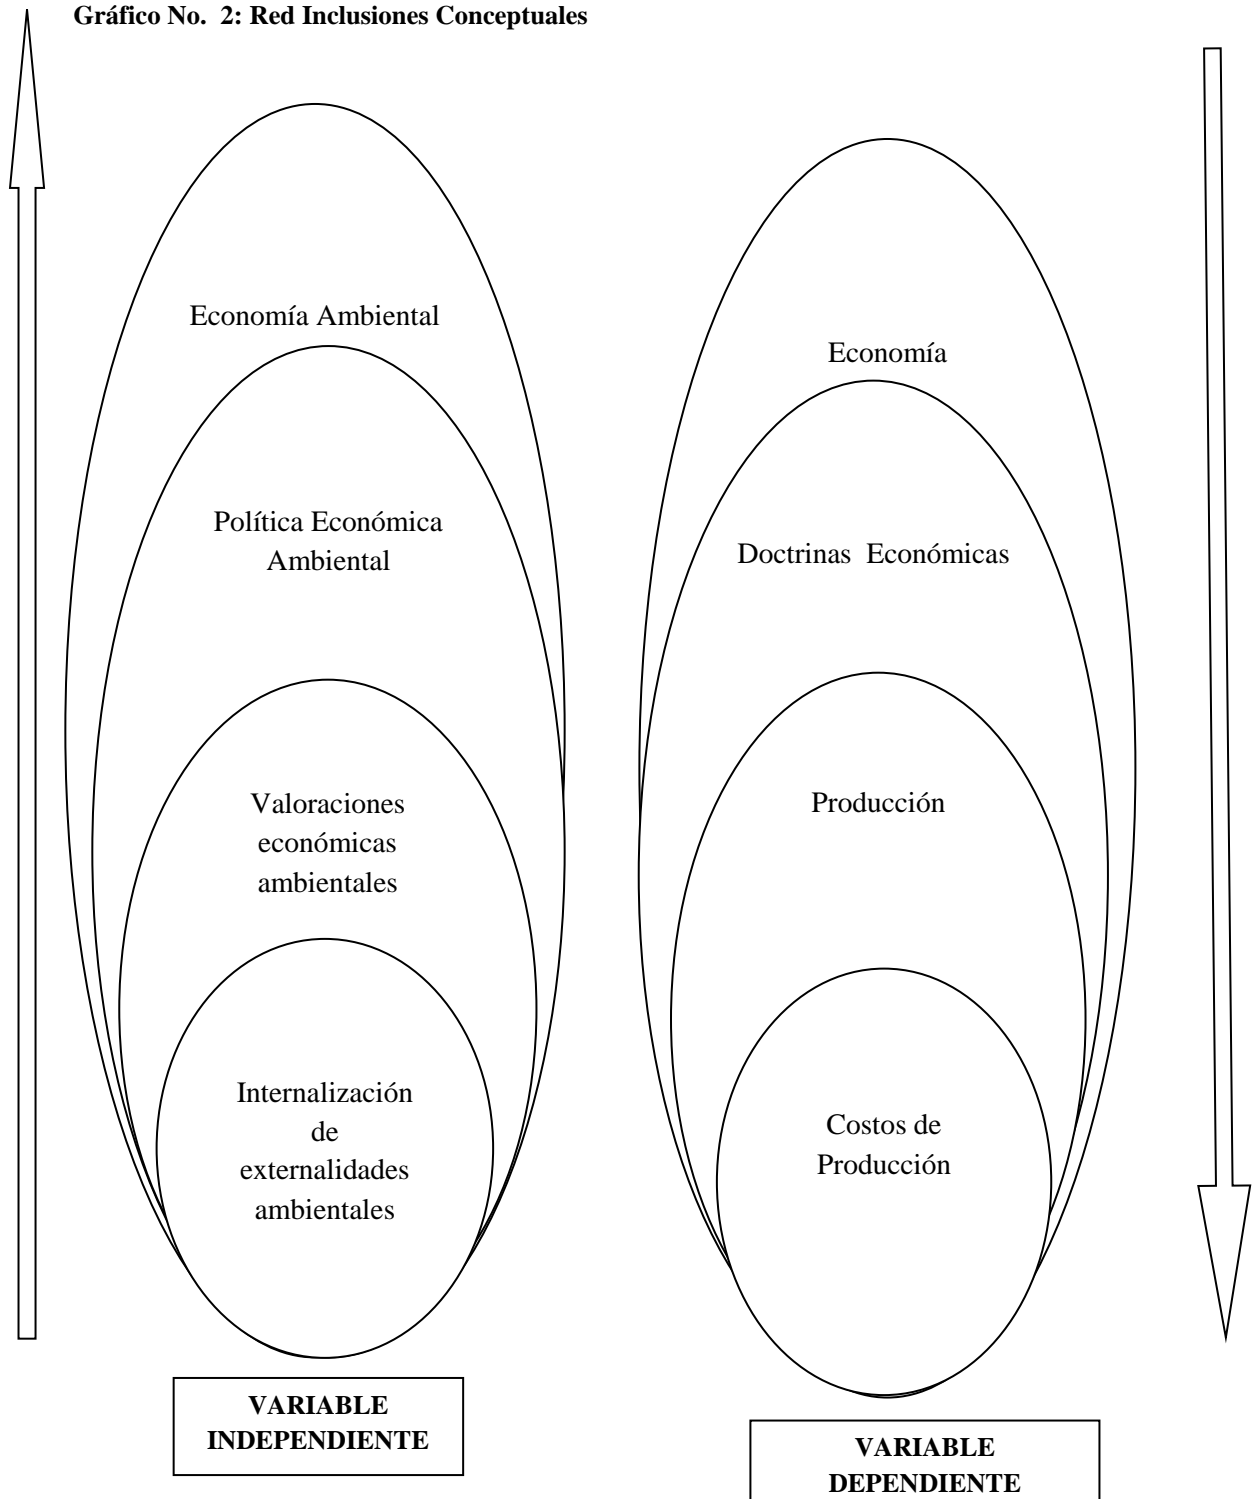 Gráfico No. 2: Red Inclusiones Conceptuales
Economía Ambiental
Política Económica
Ambiental
Valoraciones
económicas
ambientales
Internalización
de
externalidades
ambientales
VARIABLE
INDEPENDIENTE
Economía
Doctrinas Económicas
Producción
Costos de
Producción
VARIABLE
DEPENDIENTE